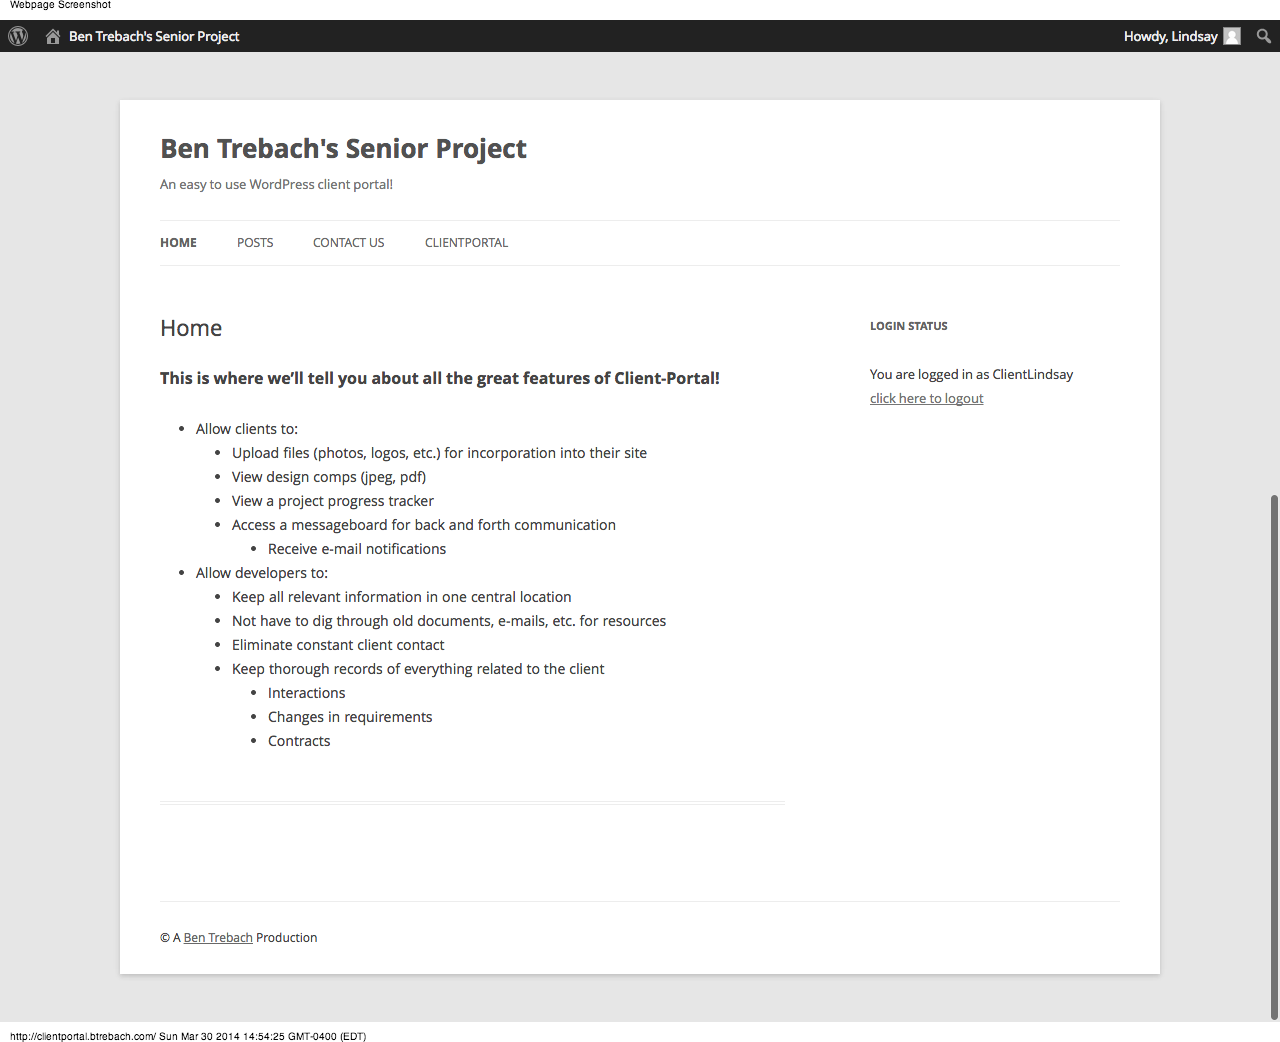 Webpage Screenshot
Ben Trebach's Senior Project
Howdy, Lindsay
Ben Trebach's Senior Project
An easy to use WordPress client portal!
HOME POSTS CONTACT US CLIENTPORTAL
Home
This is where we’ll tell you about all the great features of Client-Portal!
Allow clients to:
Upload files (photos, logos, etc.) for incorporation into their site
View design comps (jpeg, pdf)
View a project progress tracker
Access a messageboard for back and forth communication
Receive e-mail notifications
Allow developers to:
Keep all relevant information in one central location
Not have to dig through old documents, e-mails, etc. for resources
Eliminate constant client contact
Keep thorough records of everything related to the client
Interactions
Changes in requirements
Contracts
LOGIN STATUS
You are logged in as ClientLindsay
click here to logout
© A Ben Trebach Production
http://clientportal.btrebach.com/ Sun Mar 30 2014 14:54:25 GMT-0400 (EDT)